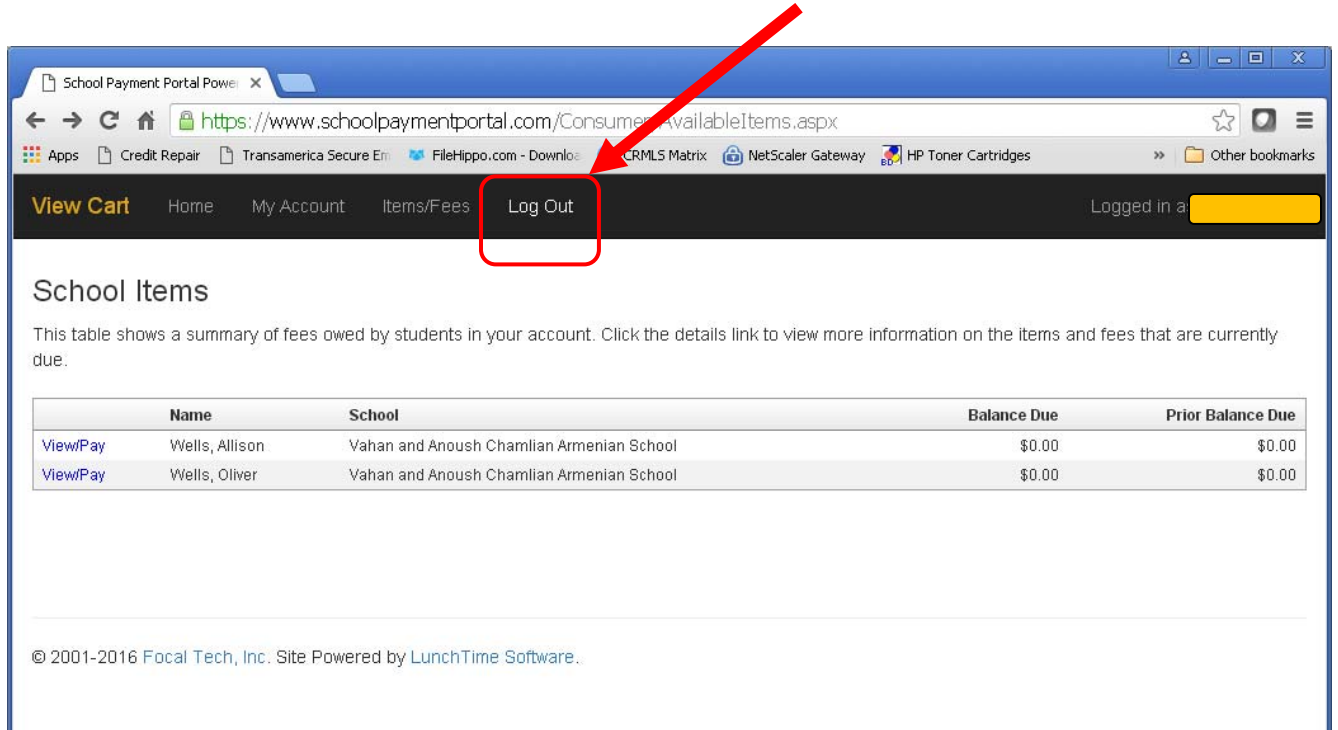 School Payment Portal Powe
https://www.schoolpaymentportal.com/Consumer AvailableItems.aspx
Apps Credit Repair Transamerica Secure Em FileHippo.com - Downloa CRMLS Matrix NetScaler Gateway BD HP Toner Cartridges » Other bookmarks
View Cart Home My Account Items/Fees Log Out Logged in a
School Items
This table shows a summary of fees owed by students in your account. Click the details link to view more information on the items and fees that are currently
due.
Name School Balance Due Prior Balance Due
View/Pay Wells, Allison Vahan and Anoush Chamlian Armenian School $0.00 $0.00
View/Pay Wells, Oliver Vahan and Anoush Chamlian Armenian School $0.00 $0.00
© 2001-2016 Focal Tech, Inc. Site Powered by LunchTime Software.